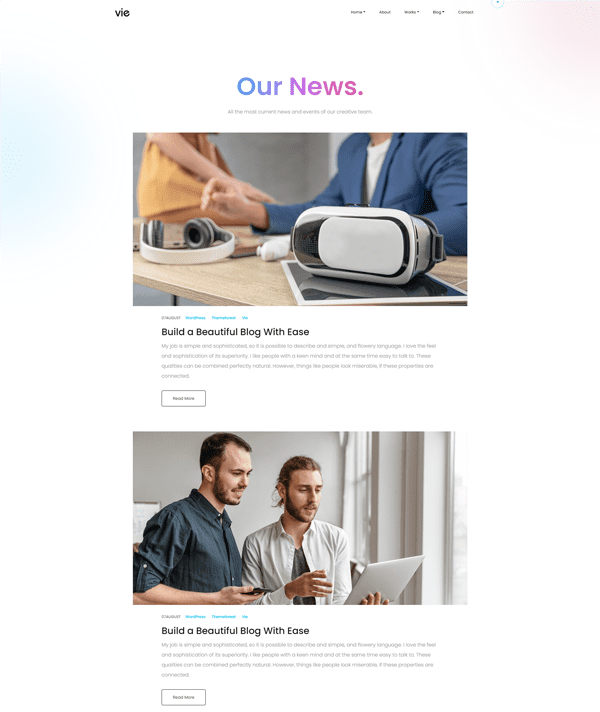 vie
Home About Works Blog Contact
Our News.
All the most current news and events of our creative team.
07AUGUST WordPress Themeforest Vie
Build a Beautiful Blog With Ease
My job is simple and sophisticated, so it is possible to describe and simple, and flowery language. I love the feel
and sophistication of its superiority. I like people with a keen mind and at the same time easy to talk to. These
qualities can be combined perfectly natural. However, things like people look miserable, if these properties are
connected.
Read More
07AUGUST WordPress Themeforest Vie
Build a Beautiful Blog With Ease
My job is simple and sophisticated, so it is possible to describe and simple, and flowery language. I love the feel
and sophistication of its superiority. I like people with a keen mind and at the same time easy to talk to. These
qualities can be combined perfectly natural. However, things like people look miserable, if these properties are
connected.
Read More